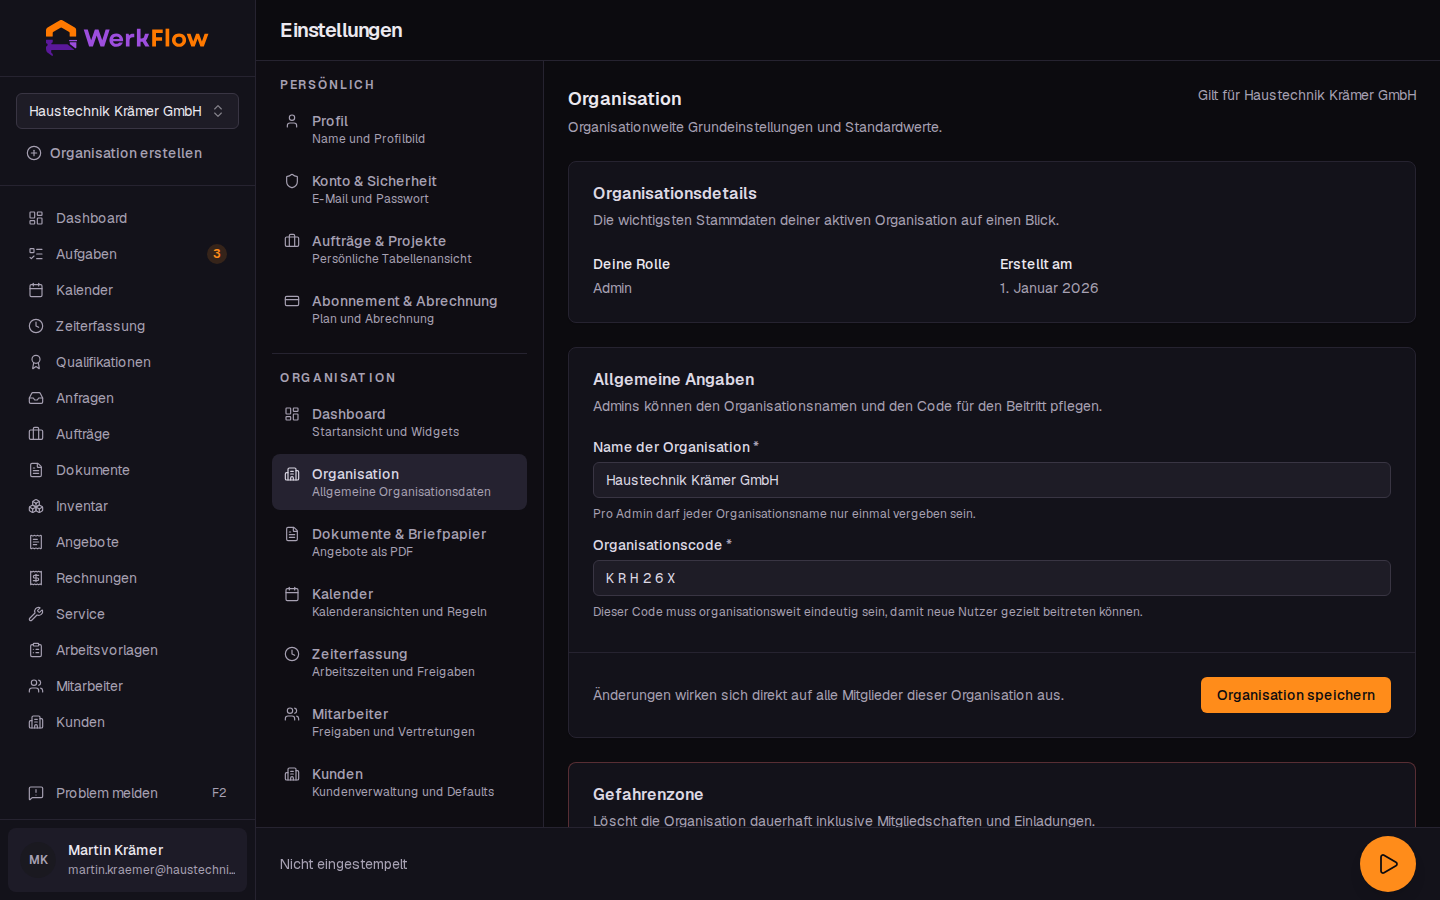 WerkFlow
Haustechnik Krämer GmbH
Organisation erstellen
Dashboard
Aufgaben 3
Kalender
Zeiterfassung
Qualifikationen
Anfragen
Aufträge
Dokumente
Inventar
Angebote
Rechnungen
Service
Arbeitsvorlagen
Mitarbeiter
Kunden
Problem melden F2
MK
Martin Krämer
martin.kraemer@haustechni...
Einstellungen
PERSÖNLICH
Profil
Name und Profilbild
Konto & Sicherheit
E-Mail und Passwort
Aufträge & Projekte
Persönliche Tabellenansicht
Abonnement & Abrechnung
Plan und Abrechnung
ORGANISATION
Dashboard
Startansicht und Widgets
Organisation
Allgemeine Organisationsdaten
Dokumente & Briefpapier
Angebote als PDF
Kalender
Kalenderansichten und Regeln
Zeiterfassung
Arbeitszeiten und Freigaben
Mitarbeiter
Freigaben und Vertretungen
Kunden
Kundenverwaltung und Defaults
Organisation
Gilt für Haustechnik Krämer GmbH
Organisationweite Grundeinstellungen und Standardwerte.
Organisationsdetails
Die wichtigsten Stammdaten deiner aktiven Organisation auf einen Blick.
Deine Rolle
Admin
Erstellt am
1. Januar 2026
Allgemeine Angaben
Admins können den Organisationsnamen und den Code für den Beitritt pflegen.
Name der Organisation *
Haustechnik Krämer GmbH
Pro Admin darf jeder Organisationsname nur einmal vergeben sein.
Organisationscode *
KRH26X
Dieser Code muss organisationsweit eindeutig sein, damit neue Nutzer gezielt beitreten können.
Änderungen wirken sich direkt auf alle Mitglieder dieser Organisation aus.
Organisation speichern
Gefahrenzone
Löscht die Organisation dauerhaft inklusive Mitgliedschaften und Einladungen.
Nicht eingestempelt